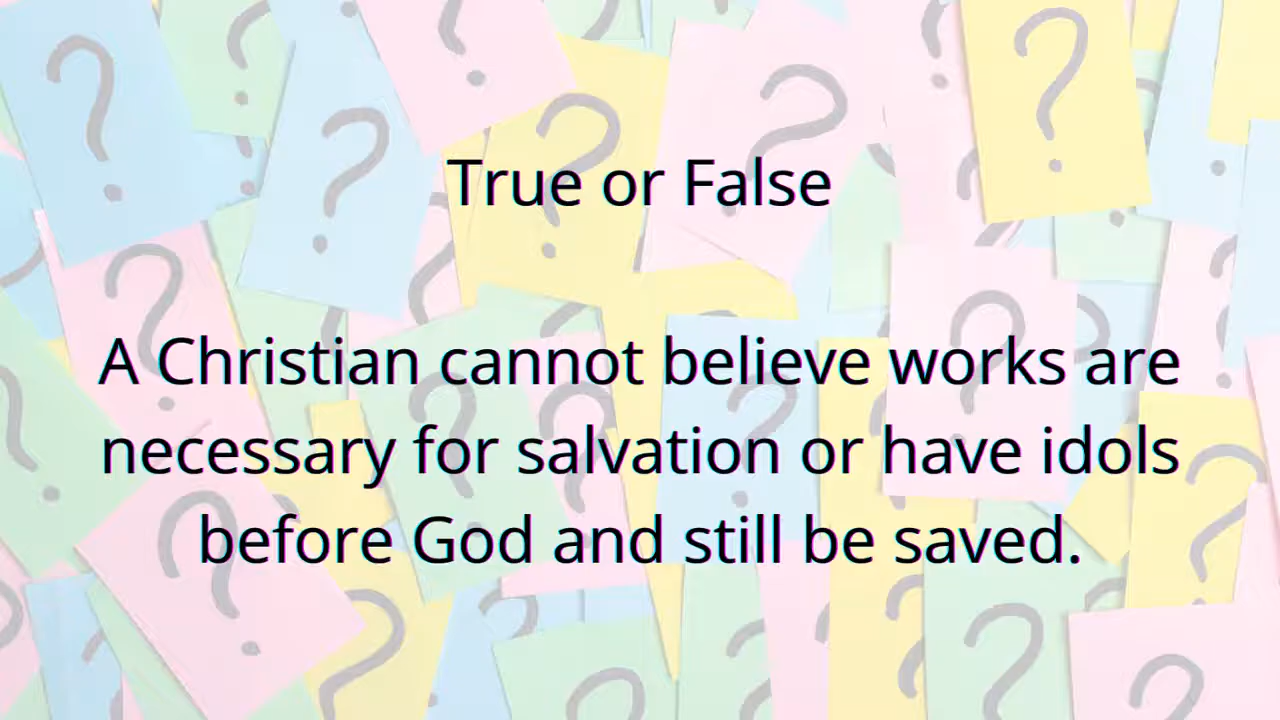 True or False
A Christian cannot believe works are
necessary for salvation or have idols
before God and still be saved.